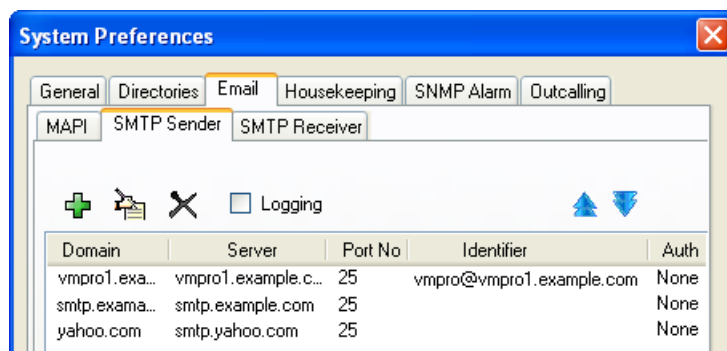 System Preferences
General Directories Email Housekeeping SNMP Alarm Outcalling
MAPI SMTP Sender SMTP Receiver
Logging
Domain Server Port No Identifier Auth
vmpro1.exa... vmpro1.example.c... 25 vmpro@vmpro1.example.com None
smtp.exama... smtp.example.com 25 None
yahoo.com smtp.yahoo.com 25 None